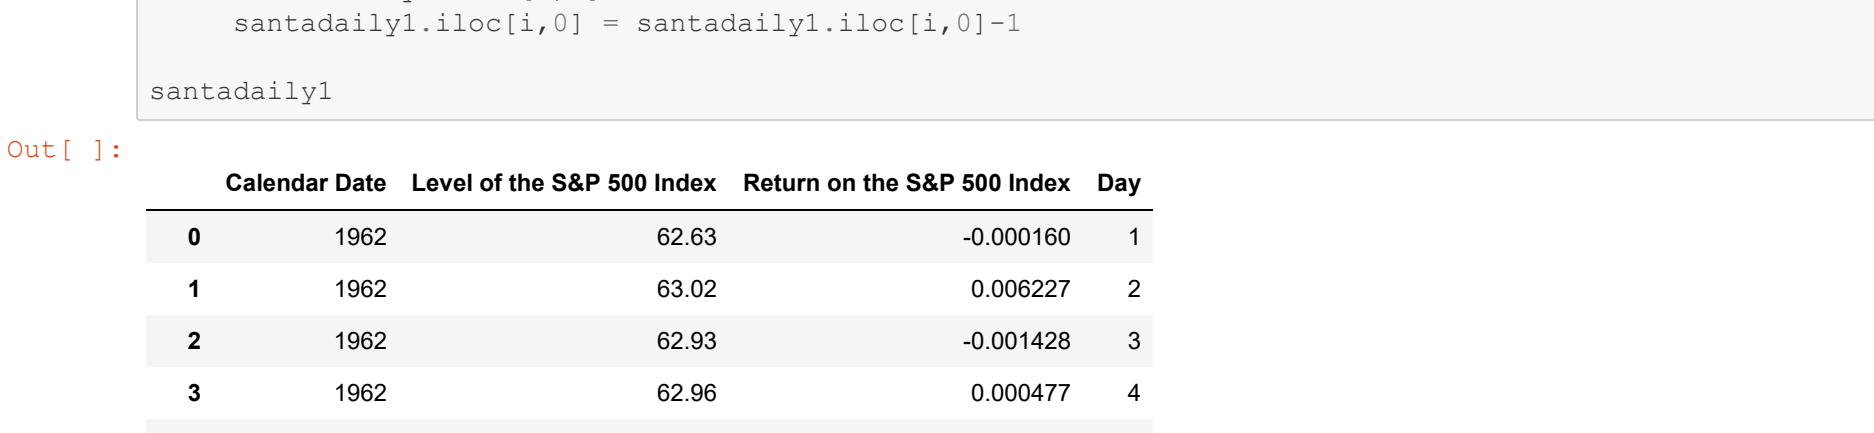 santadaily1.iloc[i,0] = santadaily1.iloc[i,0]-1
santadaily1
Out[ ]:
Calendar Date Level of the S&P 500 Index Return on the S&P 500 Index Day
0 1962 62.63 -0.000160 1
1 1962 63.02 0.006227 2
2 1962 62.93 -0.001428 3
3 1962 62.96 0.000477 4